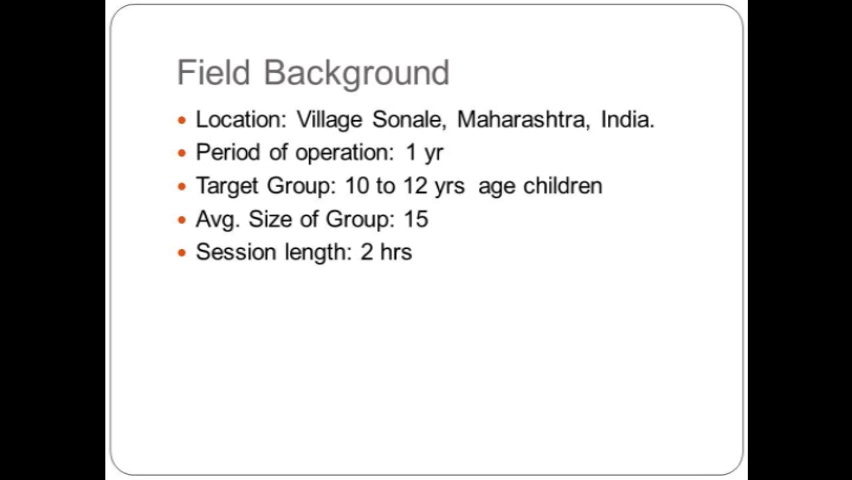 Field Background
• Location: Village Sonale, Maharashtra, India.
• Period of operation: 1 yr
• Target Group: 10 to 12 yrs age children
• Avg. Size of Group: 15
• Session length: 2 hrs